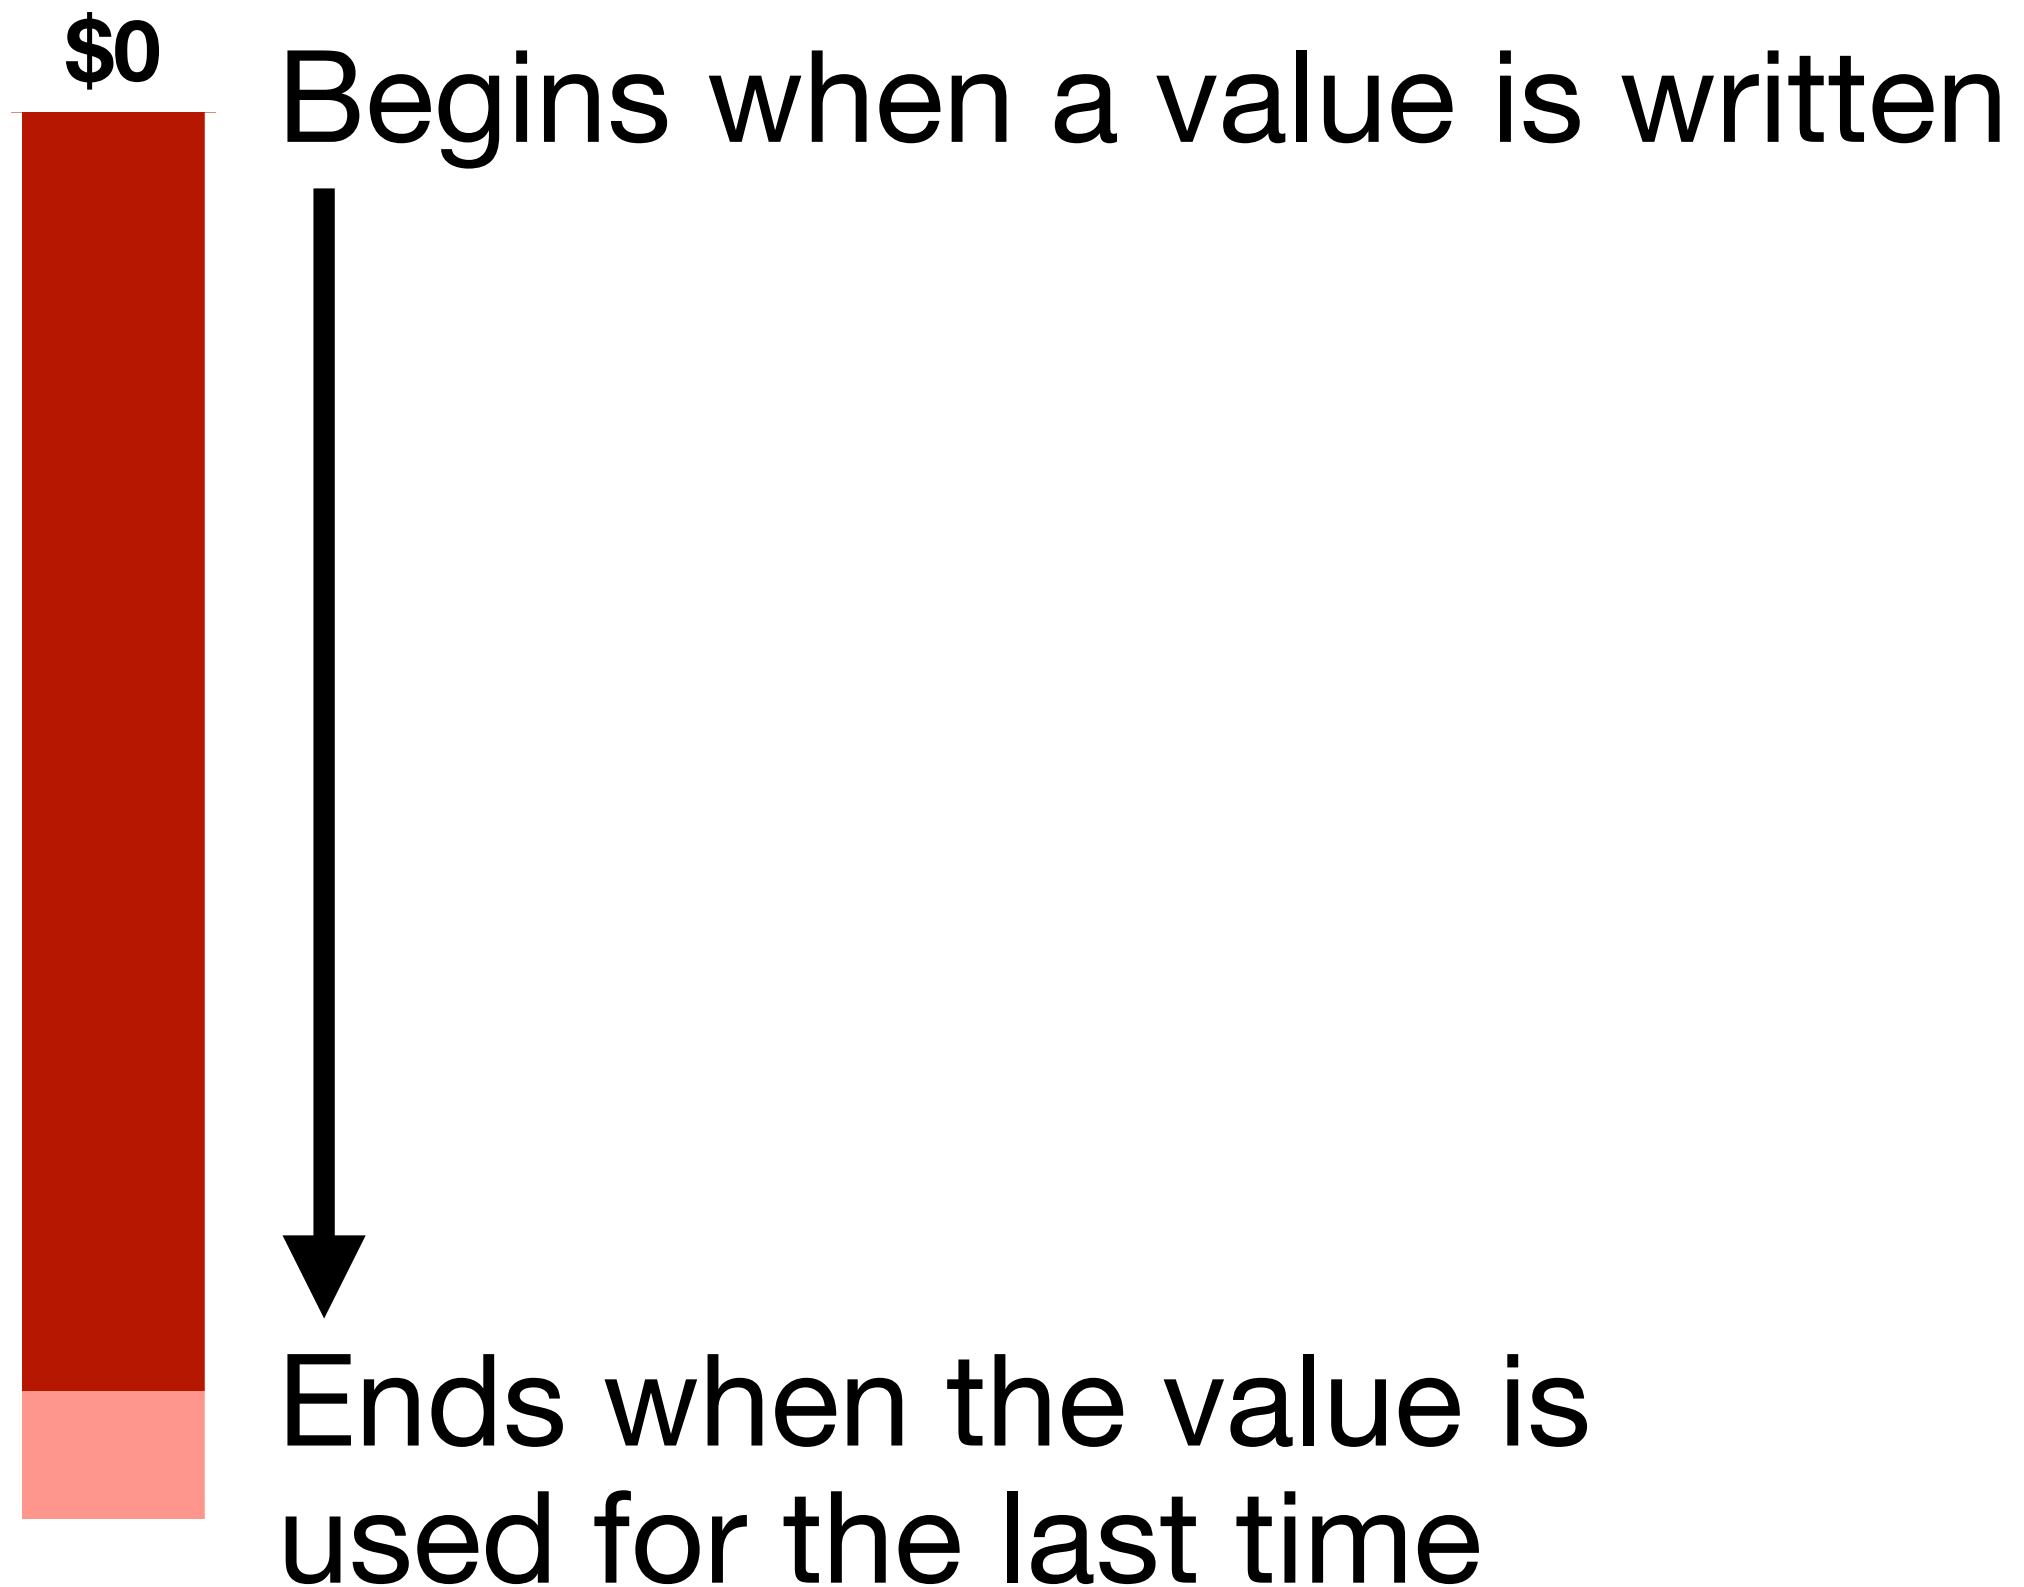 $0
Begins when a value is written
Ends when the value is
used for the last time